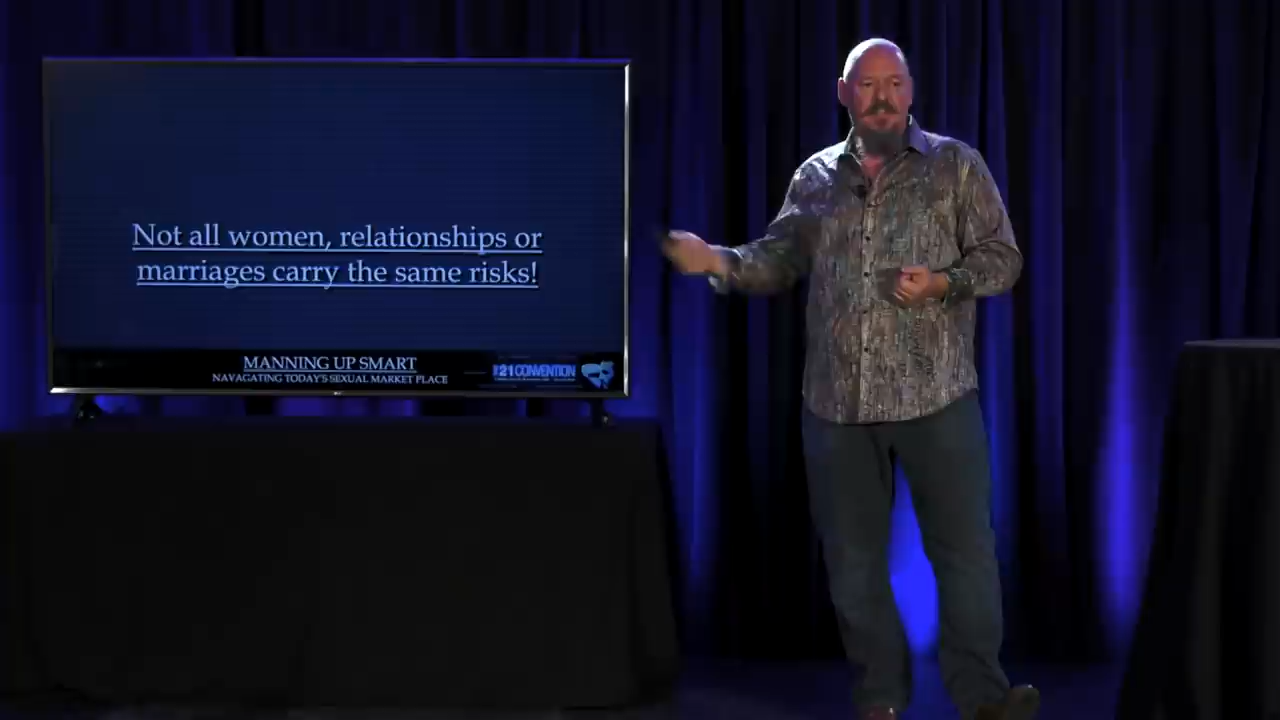 Not all women, relationships or
marriages carry the same risks!
MANNING UP SMART
NAVAGATING TODAY'S SEXUAL MARKET PLACE
THE 21 CONVENTION